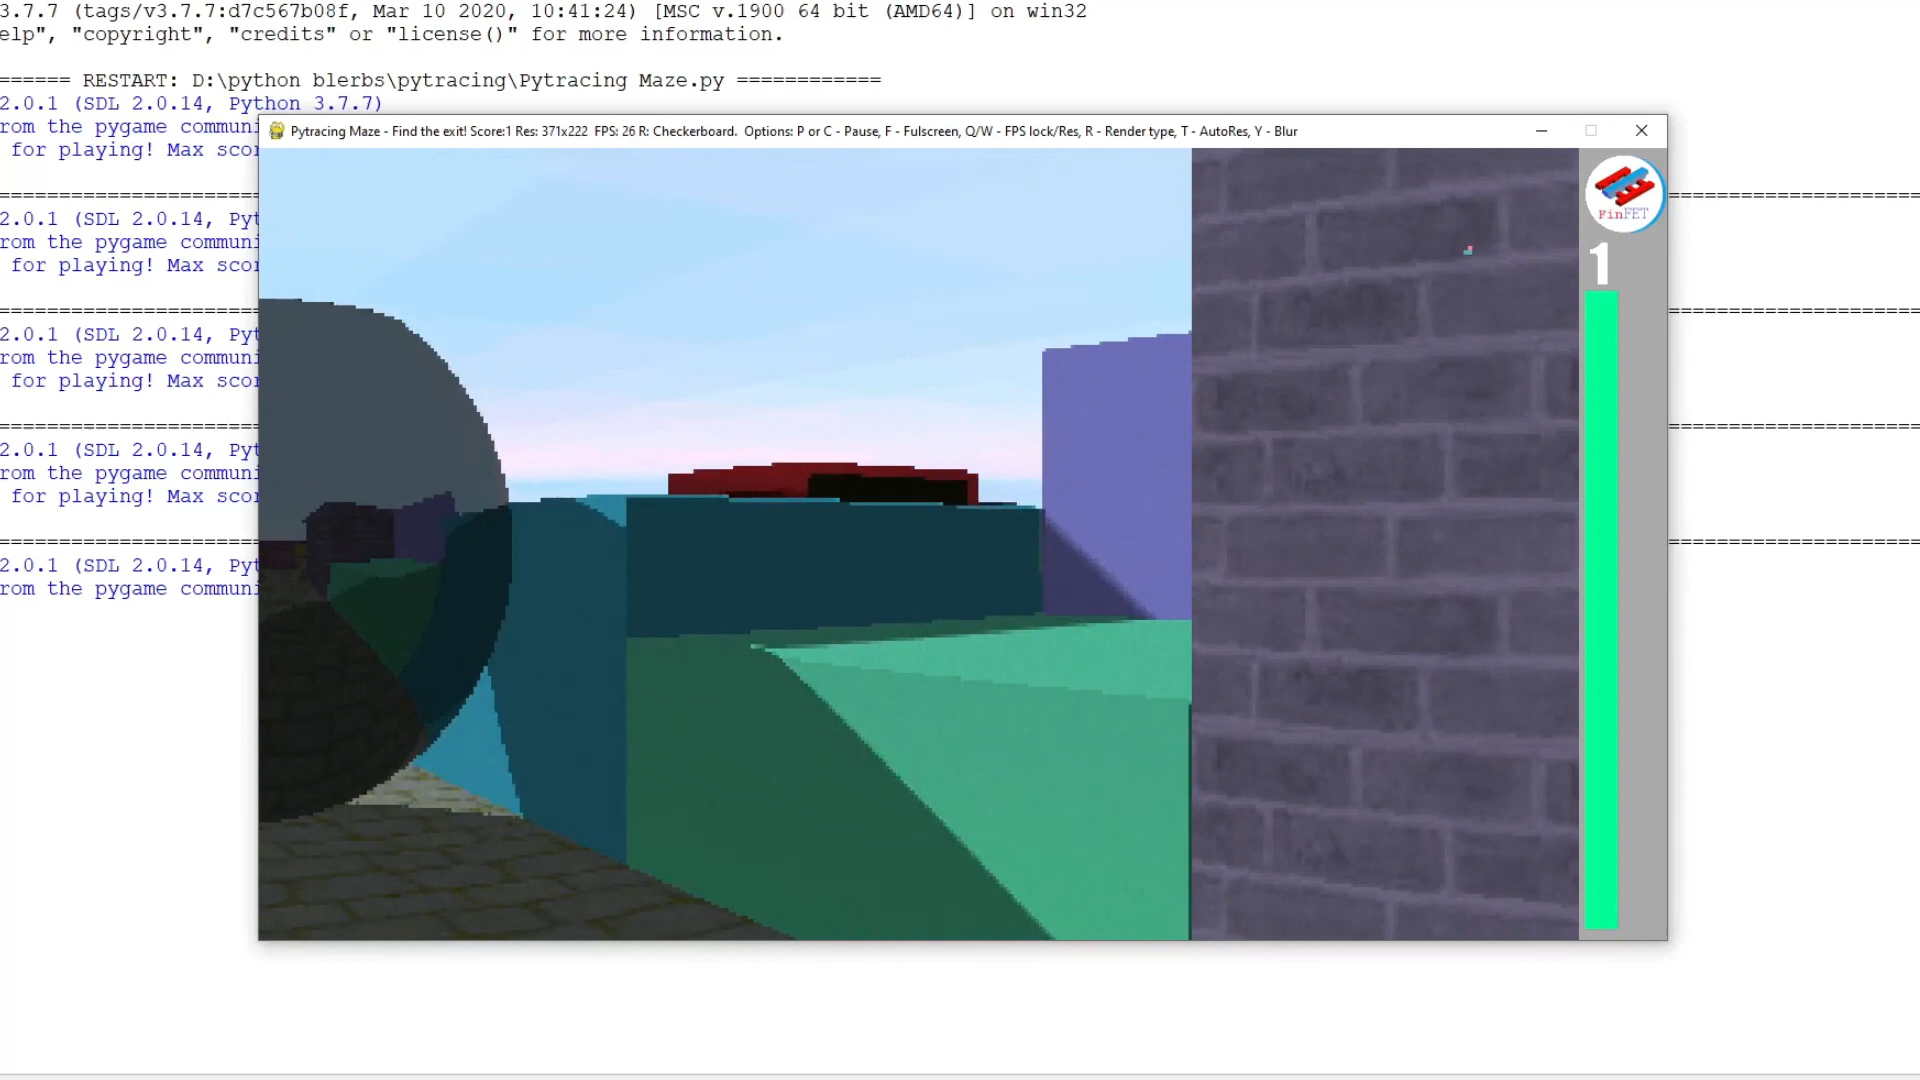 3.7.7 (tags/v3.7.7:d7c567b08f, Mar 10 2020, 10:41:24) [MSC v.1900 64 bit (AMD64)] on win32
elp", "copyright", "credits" or "license()" for more information.
====== RESTART: D:\python blerbs\pytracing\Pytracing Maze.py ============
2.0.1 (SDL 2.0.14, Python 3.7.7)
rom the pygame communi
for playing! Max scor
Pytracing Maze - Find the exit! Score:1 Res: 371x222 FPS: 26 R: Checkerboard. Options: P or C - Pause, F - Fulscreen, Q/W - FPS lock/Res, R - Render type, T - AutoRes, Y - Blur
FinFET
1
2.0.1 (SDL 2.0.14, Pyt
rom the pygame communi
for playing! Max scor
2.0.1 (SDL 2.0.14, Pyt
rom the pygame communi
for playing! Max scor
2.0.1 (SDL 2.0.14, Pyt
rom the pygame communi
for playing! Max scor
2.0.1 (SDL 2.0.14, Pyt
rom the pygame communi